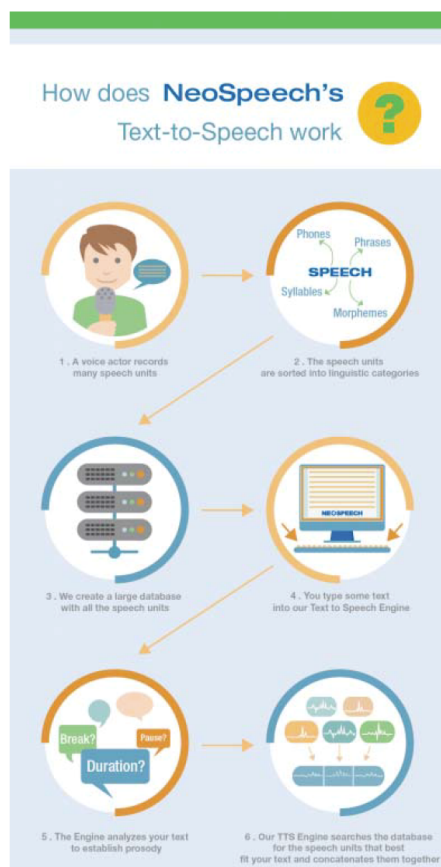 How does NeoSpeech's
Text-to-Speech work
?
Phones
Phrases
SPEECH
Syllables
Morphemes
1 . A voice actor records
many speech units
2 . The speech units
are sorted into linguistic categories
NEOSPEECH
3 . We create a large database
with all the speech units
4 . You type some text
into our Text to Speech Engine
Break?
Pause?
Duration?
5 . The Engine analyzes your text
to establish prosody
6 . Our TTS Engine searches the database
for the speech units that best
fit your text and concatenates them together